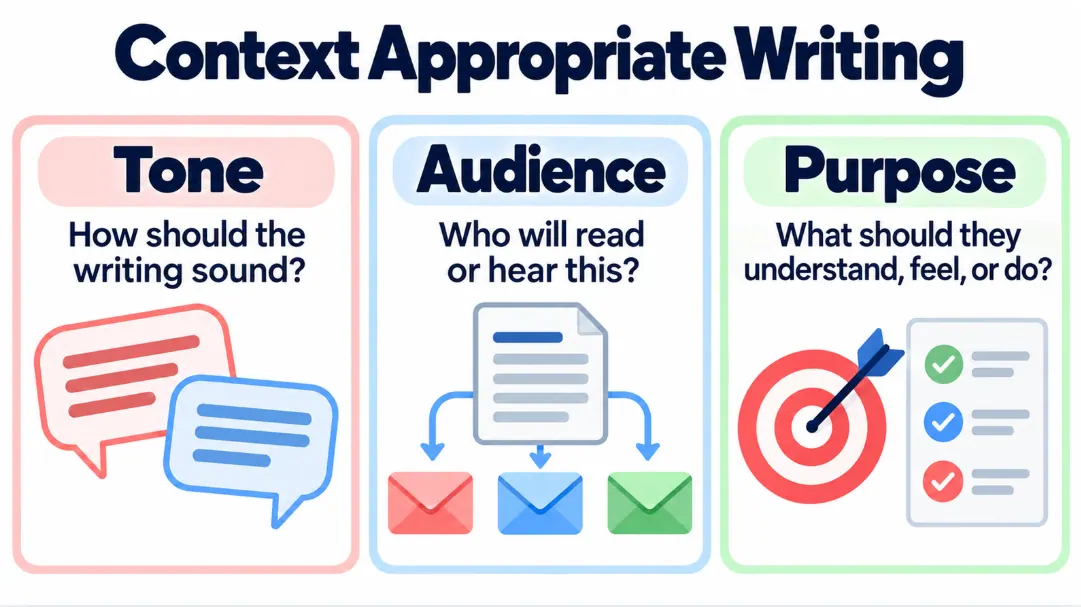 Context Appropriate Writing
Tone
How should the
writing sound?
Audience
Who will read
or hear this?
Purpose
What should they
understand, feel, or do?